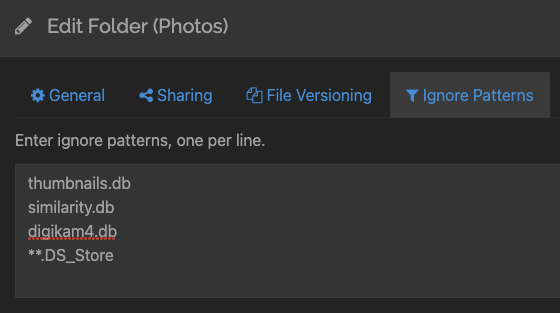 Edit Folder (Photos)
General Sharing File Versioning Ignore Patterns
Enter ignore patterns, one per line.
thumbnails.db
similarity.db
digikam4.db
**.DS_Store